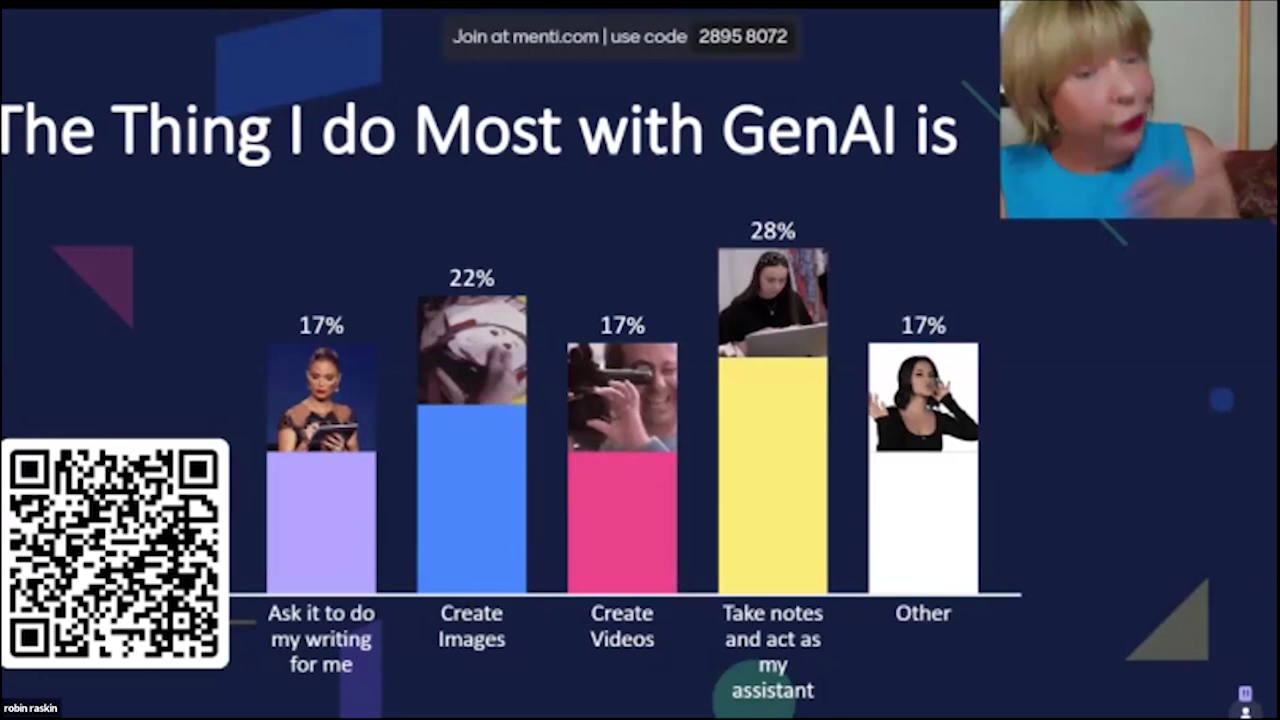 Join at menti.com | use code 2895 8072
The Thing I do Most with GenAI is
17%
22%
17%
28%
17%
Ask it to do
my writing
for me
Create
Images
Create
Videos
Take notes
and act as
my
assistant
Other
robin raskin